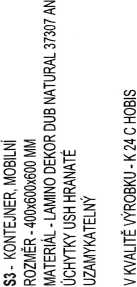 S3 - KONTEJNER, MOBILNÍ
ROZMĚR - 400x600x600 MM
MATERIÁL - LAMINO DEKOR DUB NATURAL 37307 AN
ÚCHYTKY USH HRANATÉ
UZAMYKATELNÝ
V KVALITĚ VÝROBKU - K 24 C HOBIS